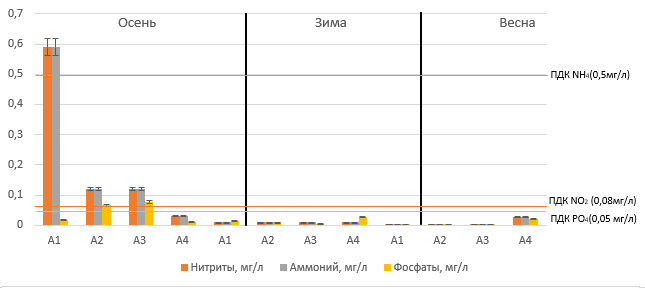 0,7
Осень
Зима
Весна
0,6
0,5
ПДК NH₄(0,5мг/л)
0,4
0,3
0,2
0,1
ПДК NO₂ (0,08мг/л)
ПДК PO₄(0,05 мг/л)
0
A1 A2 A3 A4 A1 A2 A3 A4 A1 A2 A3 A4
Нитриты, мг/л Аммоний, мг/л Фосфаты, мг/л